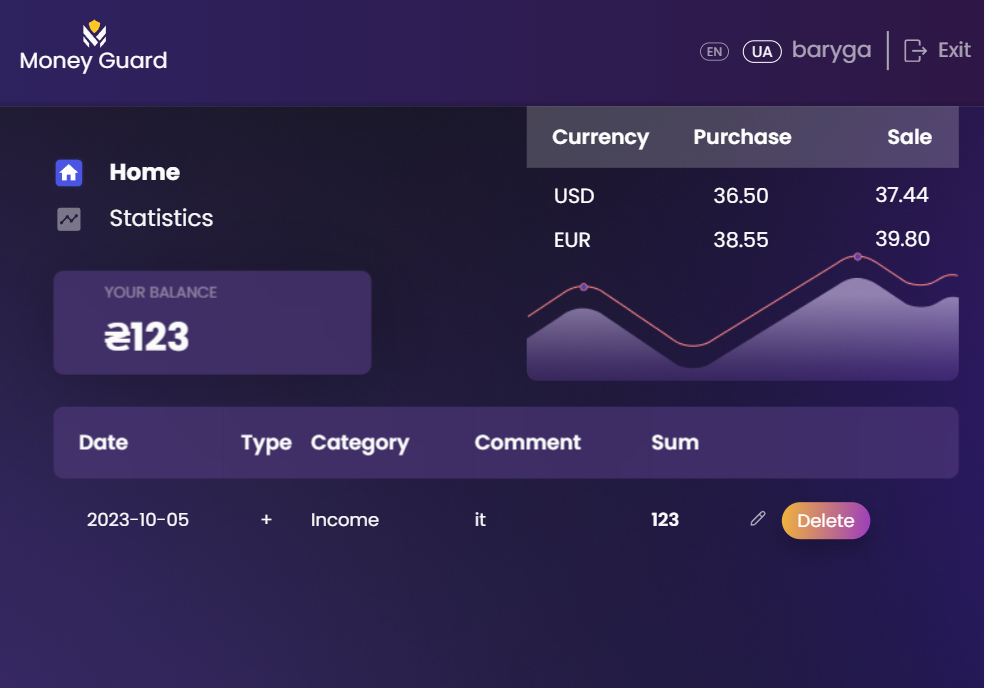 Money Guard
EN UA baryga Exit
Home
Statistics
Currency Purchase Sale
USD 36.50 37.44
EUR 38.55 39.80
YOUR BALANCE
₴123
Date Type Category Comment Sum
2023-10-05 + Income it 123 Delete